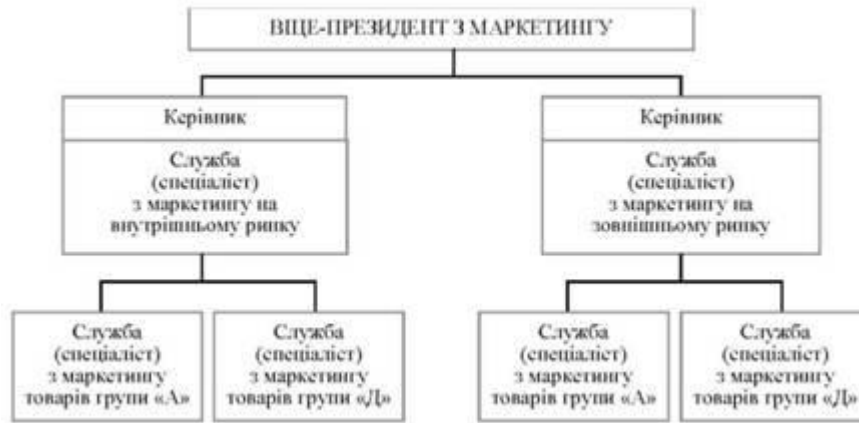 ВІЦЕ-ПРЕЗИДЕНТ З МАРКЕТИНГУ
Керівник
Служба
(спеціаліст)
з маркетингу на
внутрішньому ринку
Керівник
Служба
(спеціаліст)
з маркетингу на
зовнішньому ринку
Служба
(спеціаліст)
з маркетингу
товарів групи «А»
Служба
(спеціаліст)
з маркетингу
товарів групи «Д»
Служба
(спеціаліст)
з маркетингу
товарів групи «А»
Служба
(спеціаліст)
з маркетингу
товарів групи «Д»